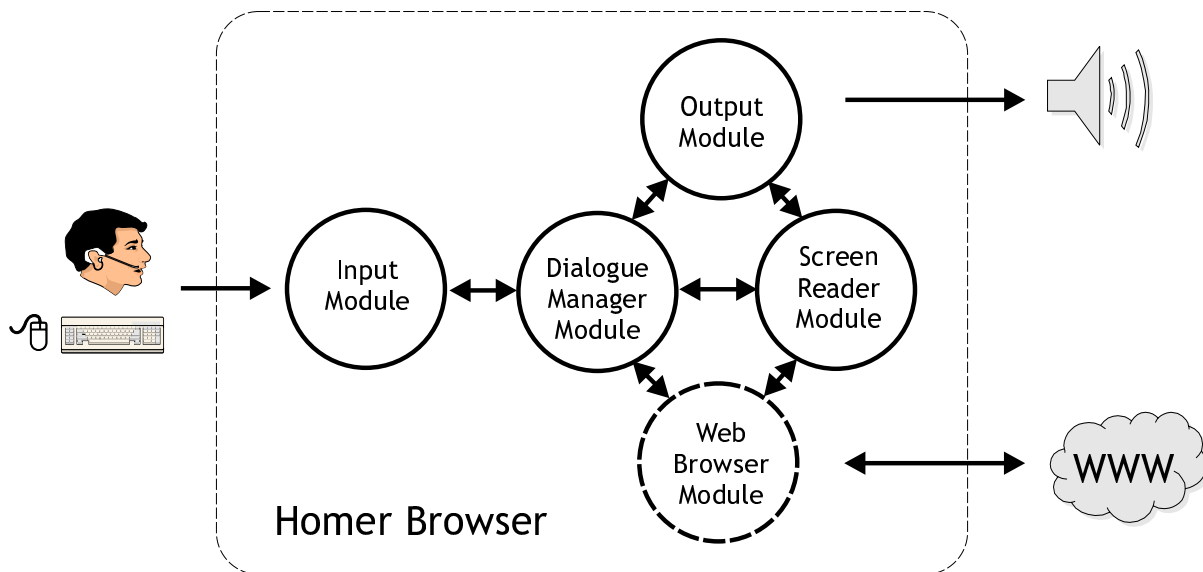 Output
Module
Input
Module
Dialogue
Manager
Module
Screen
Reader
Module
Web
Browser
Module
WWW
Homer Browser